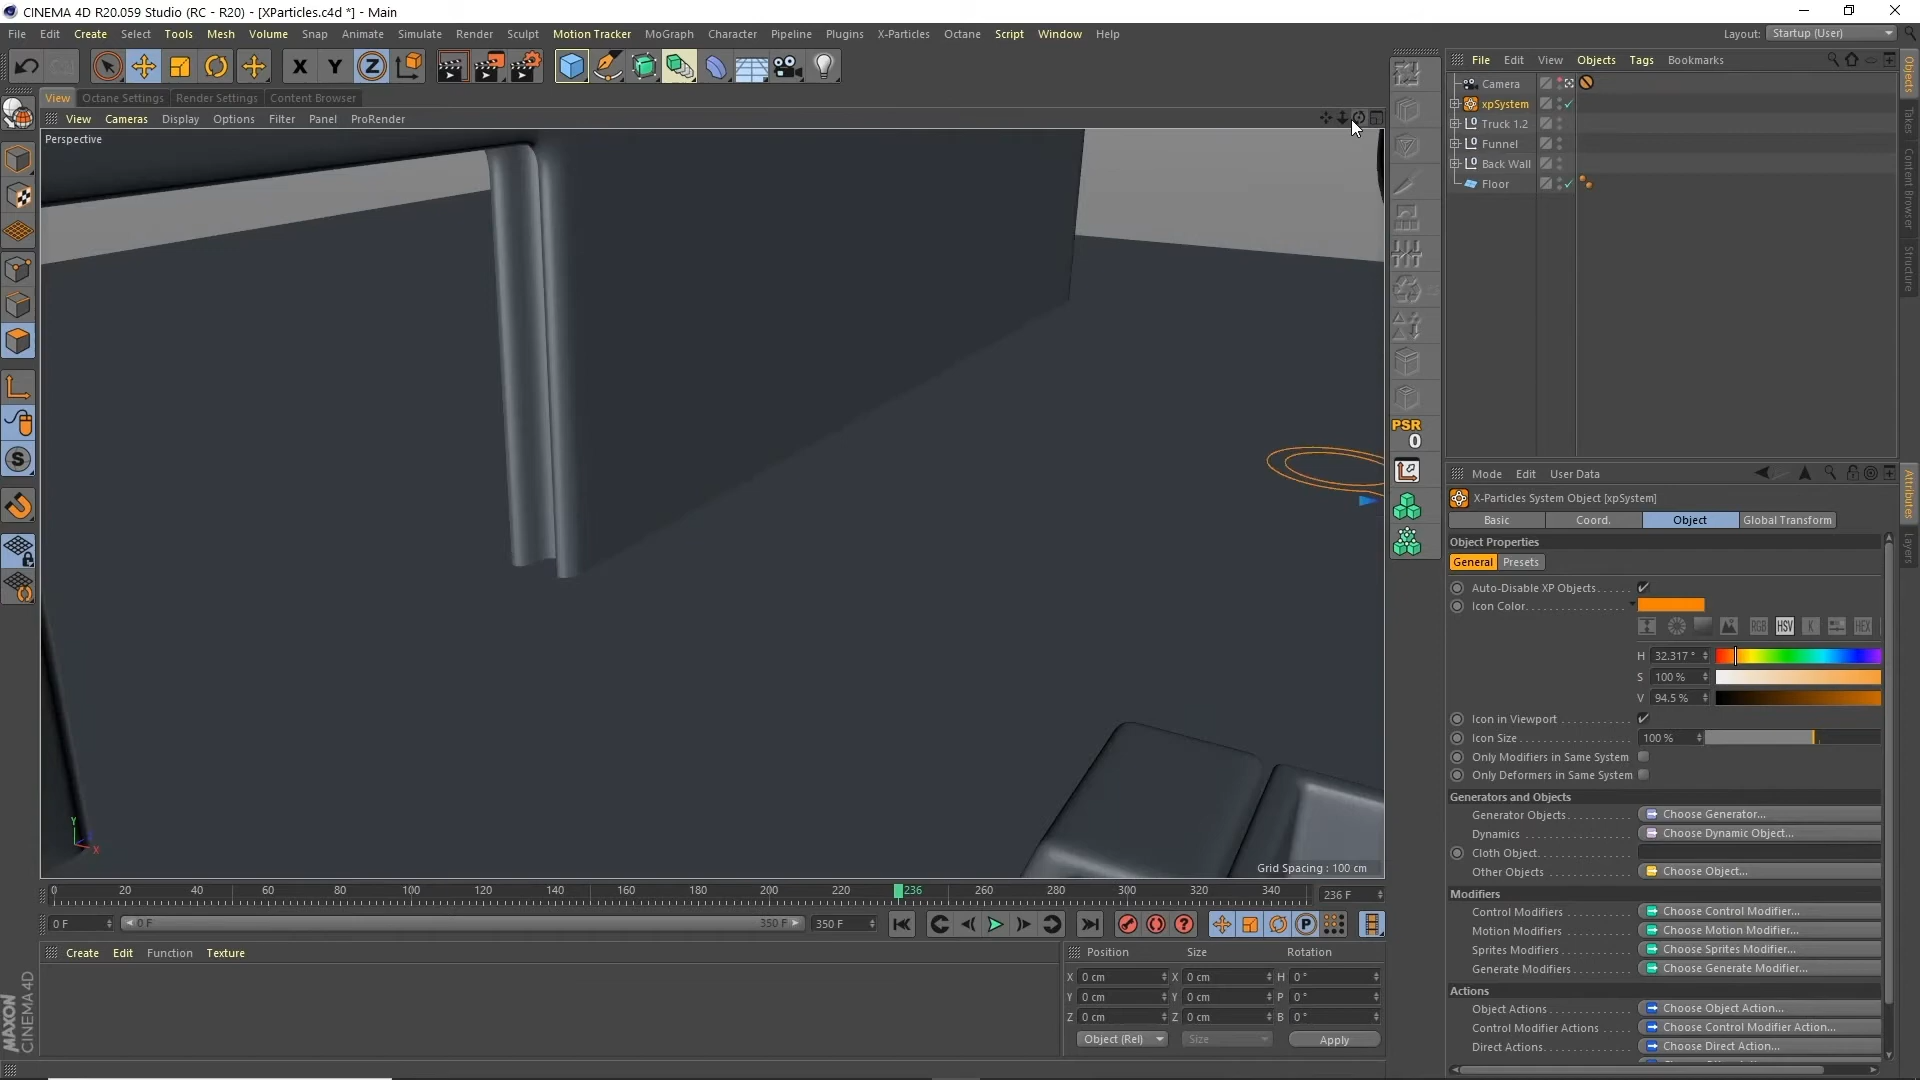 CINEMA 4D R20.059 Studio (RC - R20) - [XParticles.c4d *] - Main
File Edit Create Select Tools Mesh Volume Snap Animate Simulate Render Sculpt Motion Tracker MoGraph Character Pipeline Plugins X-Particles Octane Script Window Help Layout: Startup (User)
X Y Z
View Octane Settings Render Settings Content Browser
View Cameras Display Options Filter Panel ProRender
Perspective
Y
X
Grid Spacing : 100 cm
PSR
0
0 20 40 60 80 100 120 140 160 180 200 220 236 260 280 300 320 340 236 F
0 F 0 F 350 F 350 F
Create Edit Function Texture
Position Size Rotation
X 0 cm X 0 cm H 0 °
Y 0 cm Y 0 cm P 0 °
Z 0 cm Z 0 cm B 0 °
Object (Rel) Size Apply
MAXON
CINEMA 4D
File Edit View Objects Tags Bookmarks
Camera
xpSystem
Truck 1.2
Funnel
Back Wall
Floor
Objects
Takes
Content Browser
Structure
Mode Edit User Data
X-Particles System Object [xpSystem]
Basic Coord. Object Global Transform
Object Properties
General Presets
Auto-Disable XP Objects
Icon Color
RGB HSV K HEX
H 32.317 °
S 100 %
V 94.5 %
Icon in Viewport
Icon Size 100 %
Only Modifiers in Same System
Only Deformers in Same System
Generators and Objects
Generator Objects Choose Generator...
Dynamics Choose Dynamic Object...
Cloth Object
Other Objects Choose Object...
Modifiers
Control Modifiers Choose Control Modifier...
Motion Modifiers Choose Motion Modifier...
Sprites Modifiers Choose Sprites Modifier...
Generate Modifiers Choose Generate Modifier...
Actions
Object Actions Choose Object Action...
Control Modifier Actions Choose Control Modifier Action...
Direct Actions Choose Direct Action...
Attributes
Layers